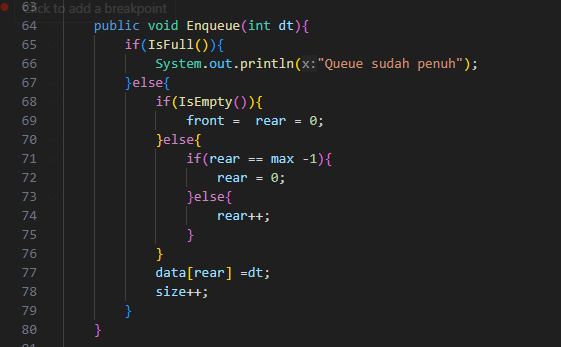 63
Click to add a breakpoint
64 public void Enqueue(int dt){
65 if(IsFull()){
66 System.out.println(x:"Queue sudah penuh");
67 }else{
68 if(IsEmpty()){
69 front =  rear = 0;
70 }else{
71 if(rear == max -1){
72 rear = 0;
73 }else{
74 rear++;
75 }
76 }
77 data[rear] =dt;
78 size++;
79 }
80 }
81